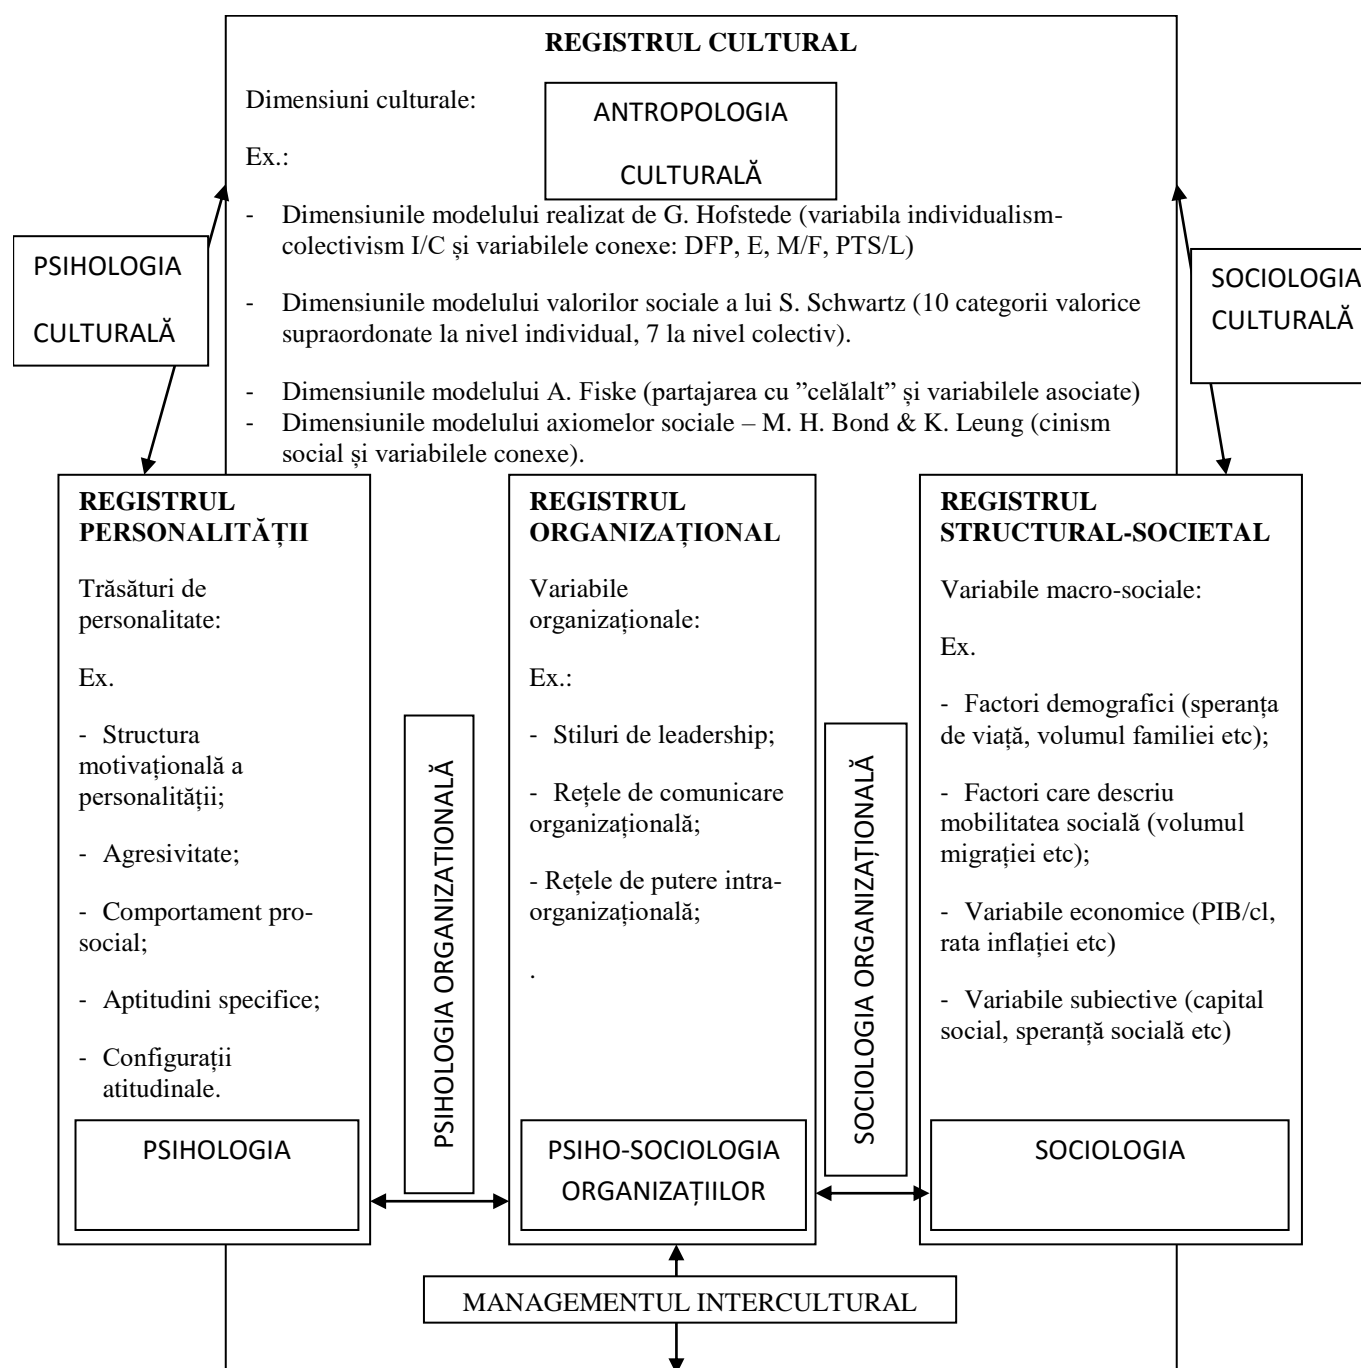 REGISTRUL CULTURAL
Dimensiuni culturale:
ANTROPOLOGIA
CULTURALĂ
Ex.:
- Dimensiunile modelului realizat de G. Hofstede (variabila individualism-
colectivism I/C și variabilele conexe: DFP, E, M/F, PTS/L)
- Dimensiunile modelului valorilor sociale a lui S. Schwartz (10 categorii valorice
supraordonate la nivel individual, 7 la nivel colectiv).
- Dimensiunile modelului A. Fiske (partajarea cu ”celălalt” și variabilele asociate)
- Dimensiunile modelului axiomelor sociale – M. H. Bond & K. Leung (cinism
social și variabilele conexe).
PSIHOLOGIA
CULTURALĂ
SOCIOLOGIA
CULTURALĂ
REGISTRUL
PERSONALITĂȚII
Trăsături de
personalitate:
Ex.
- Structura
motivațională a
personalității;
- Agresivitate;
- Comportament pro-
social;
- Aptitudini specifice;
- Configurații
atitudinale.
PSIHOLOGIA
PSIHOLOGIA ORGANIZATIONALĂ
REGISTRUL
ORGANIZAȚIONAL
Variabile
organizaționale:
Ex.:
- Stiluri de leadership;
- Rețele de comunicare
organizațională;
- Rețele de putere intra-
organizațională;
.
PSIHO-SOCIOLOGIA
ORGANIZAȚIILOR
SOCIOLOGIA ORGANIZAȚIONALĂ
REGISTRUL
STRUCTURAL-SOCIETAL
Variabile macro-sociale:
Ex.
- Factori demografici (speranța
de viață, volumul familiei etc);
- Factori care descriu
mobilitatea socială (volumul
migrației etc);
- Variabile economice (PIB/cl,
rata inflației etc)
- Variabile subiective (capital
social, speranță socială etc)
SOCIOLOGIA
MANAGEMENTUL INTERCULTURAL